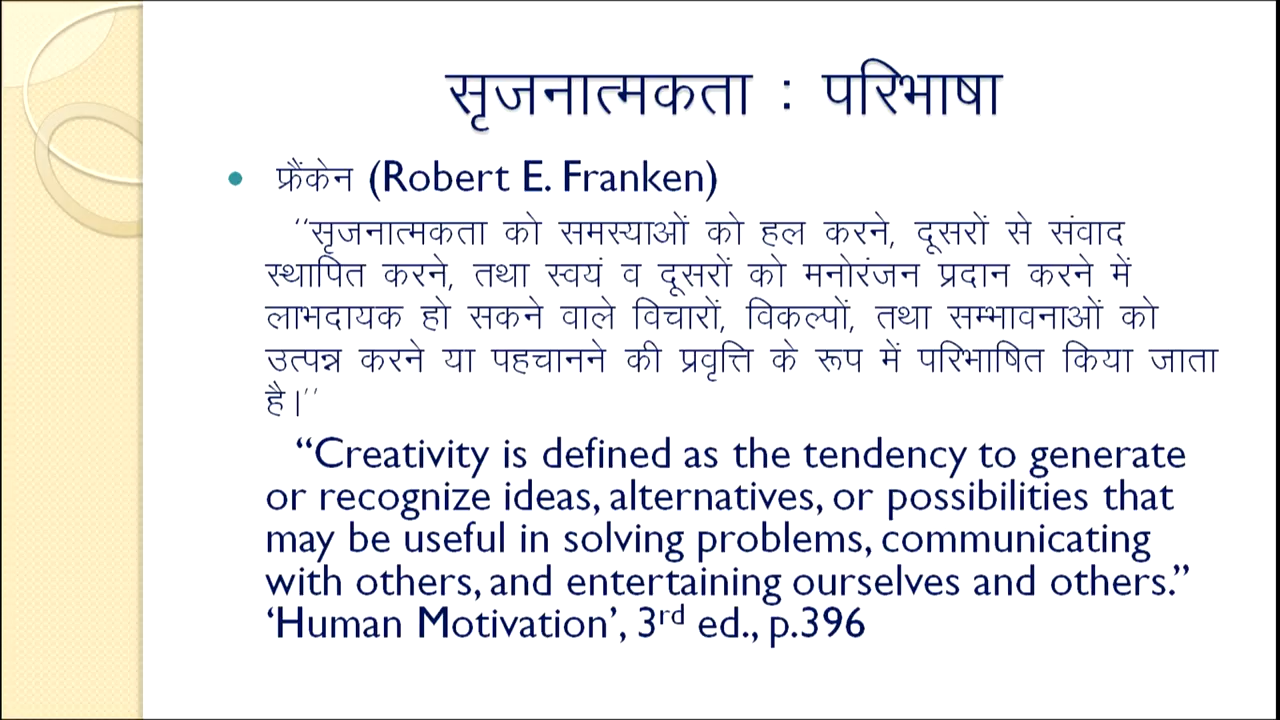 सृजनात्मकता : परिभाषा
• फ्रैंकेन (Robert E. Franken)
‘‘सृजनात्मकता को समस्याओं को हल करने, दूसरों से संवाद
स्थापित करने, तथा स्वयं व दूसरों को मनोरंजन प्रदान करने में
लाभदायक हो सकने वाले विचारों, विकल्पों, तथा सम्भावनाओं को
उत्पन्न करने या पहचानने की प्रवृत्ति के रूप में परिभाषित किया जाता
है।’’
“Creativity is defined as the tendency to generate
or recognize ideas, alternatives, or possibilities that
may be useful in solving problems, communicating
with others, and entertaining ourselves and others.”
‘Human Motivation’, 3rd ed., p.396